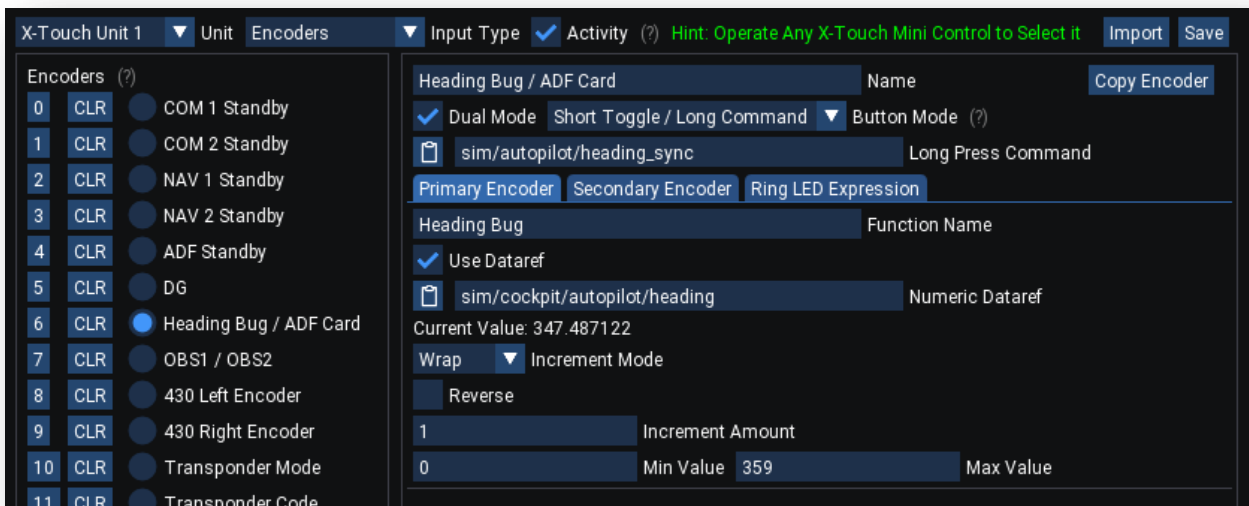 X-Touch Unit 1 Unit Encoders Input Type Activity (?) Hint: Operate Any X-Touch Mini Control to Select it Import Save
Encoders (?)
0 CLR COM 1 Standby
1 CLR COM 2 Standby
2 CLR NAV 1 Standby
3 CLR NAV 2 Standby
4 CLR ADF Standby
5 CLR DG
6 CLR Heading Bug / ADF Card
7 CLR OBS1 / OBS2
8 CLR 430 Left Encoder
9 CLR 430 Right Encoder
10 CLR Transponder Mode
11 CLR Transponder Code
Heading Bug / ADF Card Name Copy Encoder
Dual Mode Short Toggle / Long Command Button Mode (?)
sim/autopilot/heading_sync Long Press Command
Primary Encoder Secondary Encoder Ring LED Expression
Heading Bug Function Name
Use Dataref
sim/cockpit/autopilot/heading Numeric Dataref
Current Value: 347.487122
Wrap Increment Mode
Reverse
1 Increment Amount
0 Min Value 359 Max Value